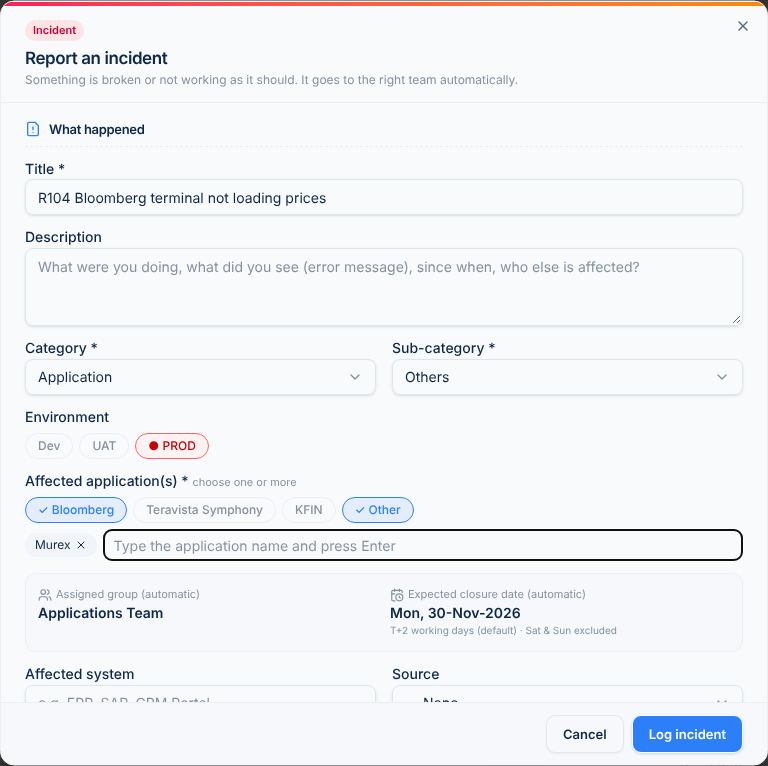 Incident
Report an incident
Something is broken or not working as it should. It goes to the right team automatically.
What happened
Title *
R104 Bloomberg terminal not loading prices
Description
What were you doing, what did you see (error message), since when, who else is affected?
Category *
Sub-category *
Application
Others
Environment
Dev
UAT
PROD
Affected application(s) * choose one or more
Bloomberg
Teravista Symphony
KFIN
Other
Murex
Type the application name and press Enter
Assigned group (automatic)
Applications Team
Expected closure date (automatic)
Mon, 30-Nov-2026
T+2 working days (default) · Sat & Sun excluded
Affected system
Source
e.g. ERP, SAP, CRM Portal
None
Cancel
Log incident